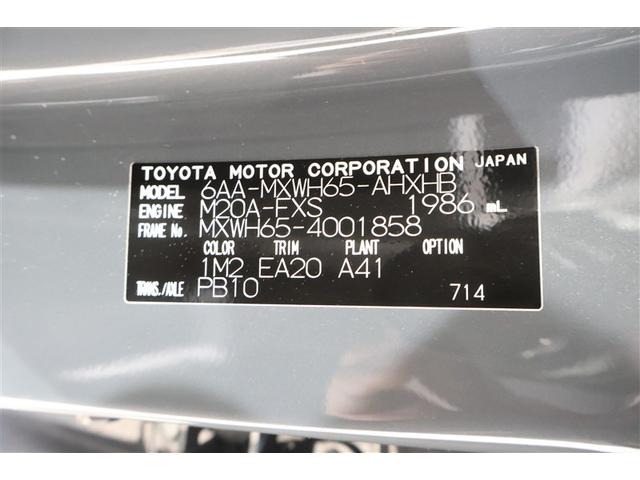 TOYOTA MOTOR CORPORATION JAPAN
MODEL 6AA-MXWH65-AHXHB
ENGINE M20A-FXS 1986 mL
FRAME No. MXWH65-4001858
COLOR TRIM PLANT OPTION
1M2 EA20 A41
TRANS./AXLE PB10 714